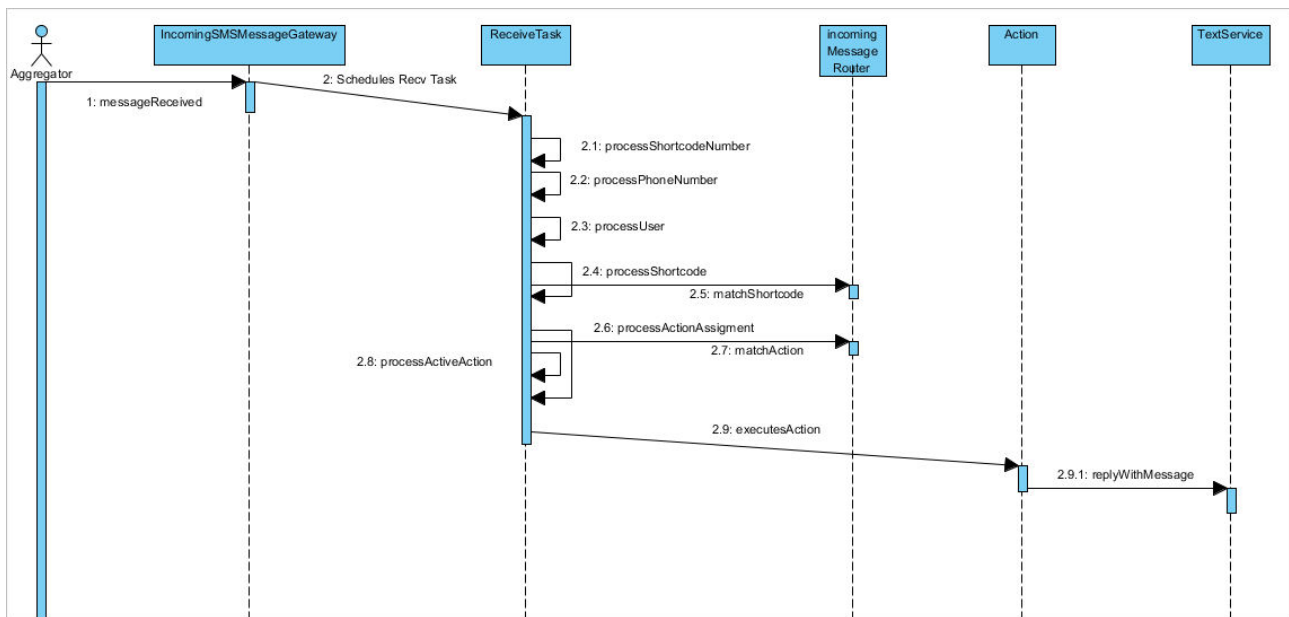 IncomingSMSMessageGateway
ReceiveTask
incoming
Message
Router
Action
TextService
Aggregator
1: messageReceived
2: Schedules Recv Task
2.1: processShortcodeNumber
2.2: processPhoneNumber
2.3: processUser
2.4: processShortcode
2.5: matchShortcode
2.6: processActionAssigment
2.7: matchAction
2.8: processActiveAction
2.9: executesAction
2.9.1: replyWithMessage